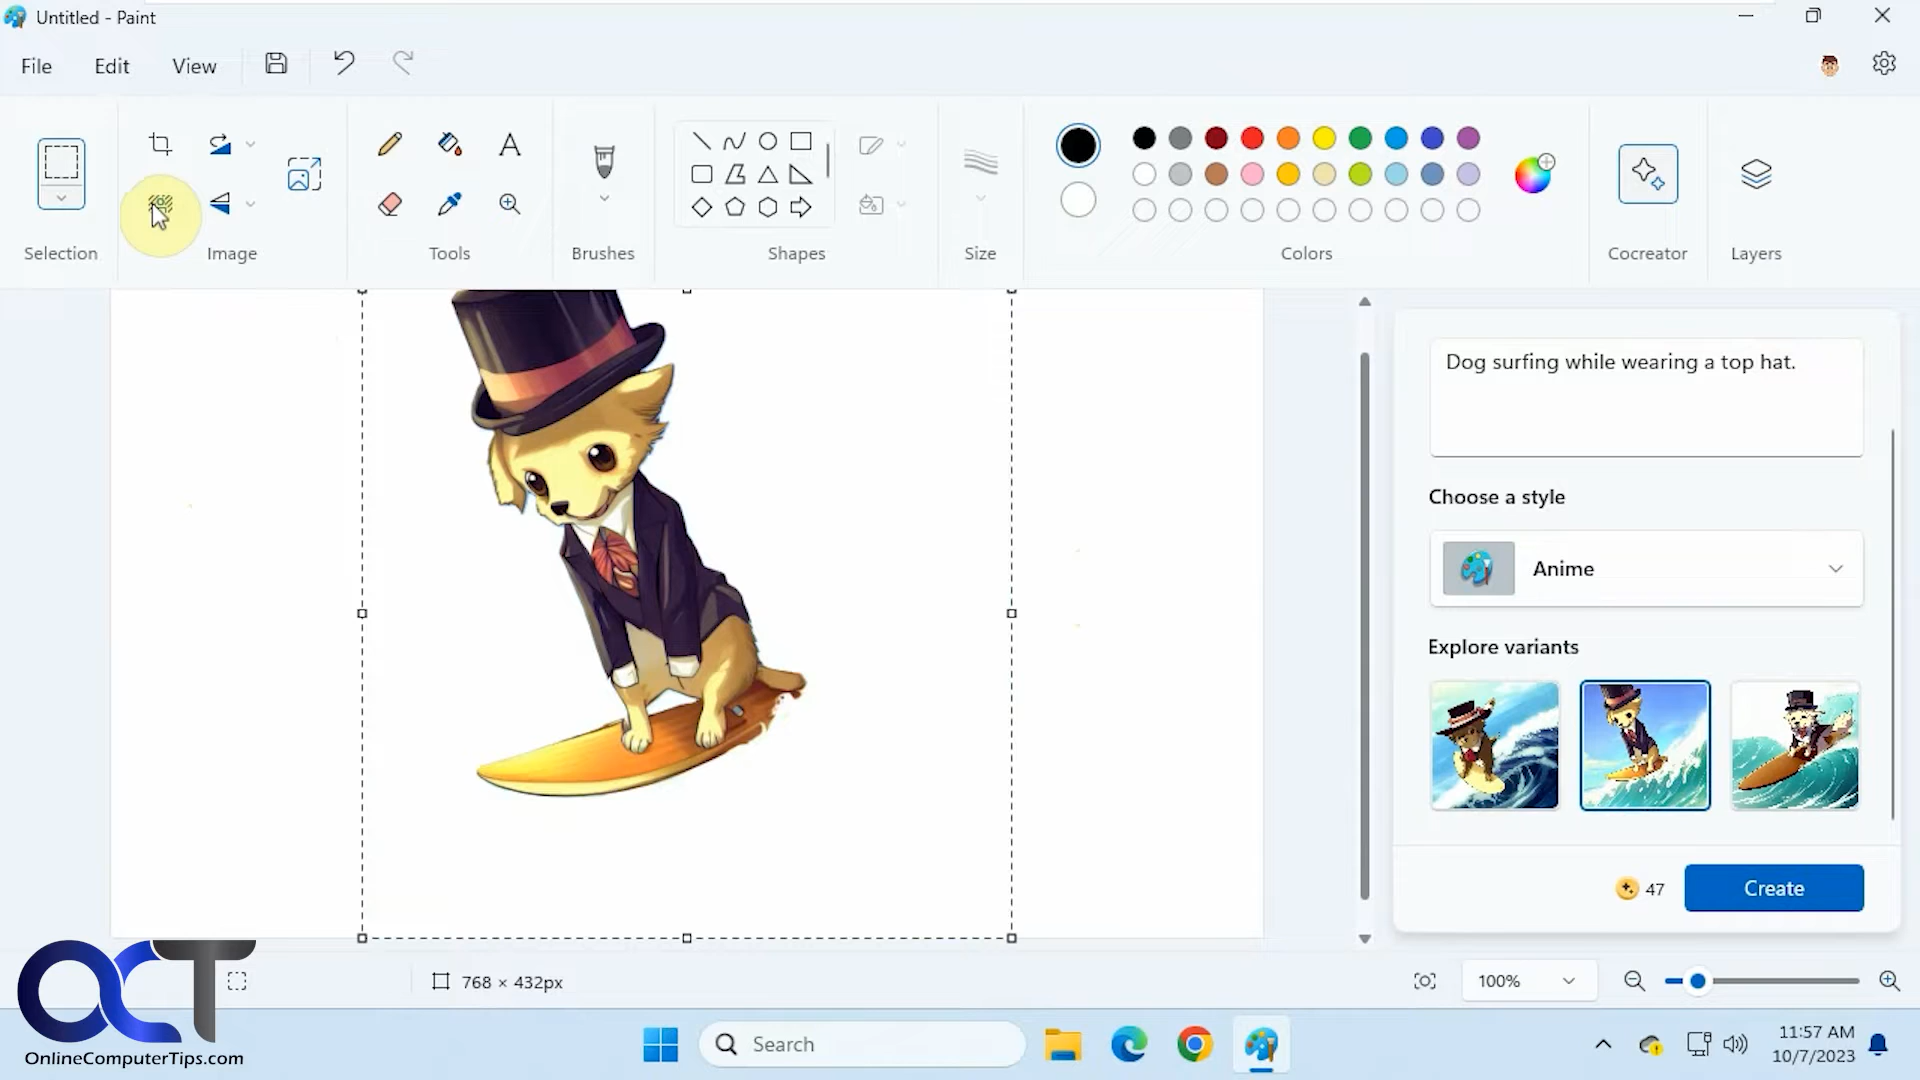 Untitled - Paint
File Edit View
Selection Image Tools Brushes Shapes Size Colors Cocreator Layers
Dog surfing while wearing a top hat.
Choose a style
Anime
Explore variants
47 Create
768 × 432px 100%
OCT
OnlineComputerTips.com
Search
11:57 AM
10/7/2023